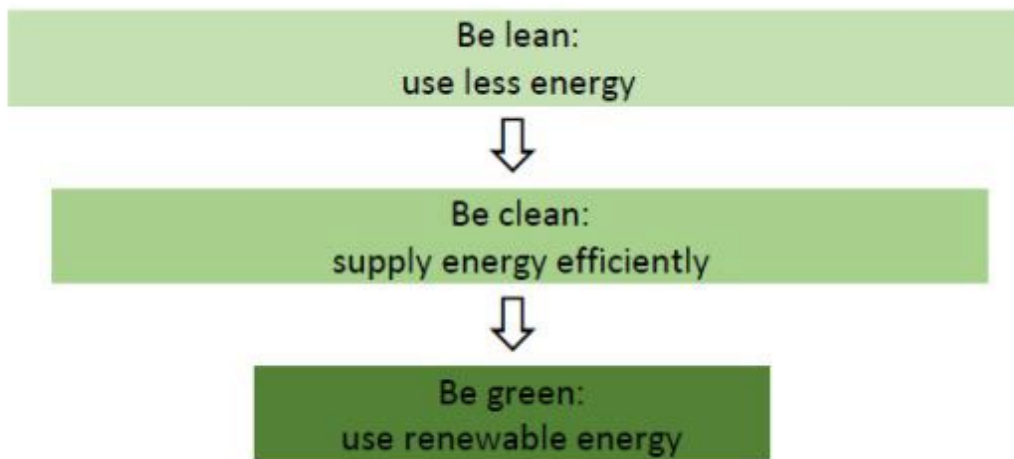 Be lean:
use less energy
Be clean:
supply energy efficiently
Be green:
use renewable energy